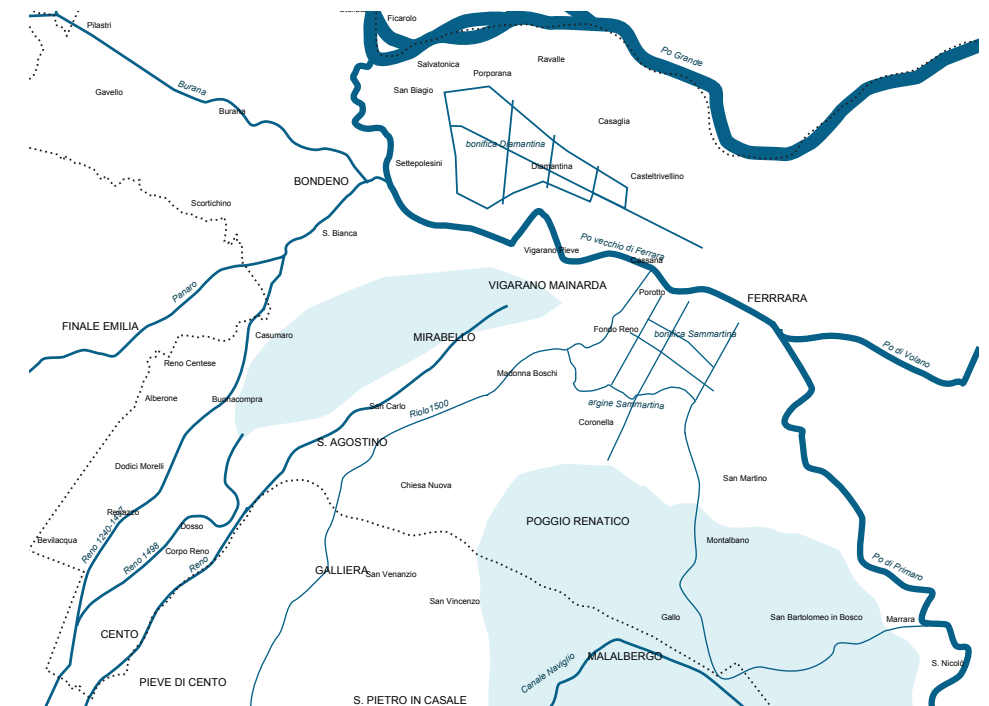 Ficarolo
Pilastri
Po Grande
Ravalle
Salvatonica
Porporana
Burana
Gavello
San Biagio
Burana
Casaglia
bonifica Diamantina
Settepolesini
Diamantina
Casteltrivellino
BONDENO
Scortichino
S. Bianca
Po vecchio di Ferrara
Vigarano Pieve
Cassana
VIGARANO MAINARDA
Panaro
Porotto
FERRRARA
FINALE EMILIA
Fondo Reno
bonifica Sammartina
Casumaro
MIRABELLO
Po di Volano
Reno Centese
Madonna Boschi
Alberone
Buonacompra
San Carlo
Riolo1500
argine Sammartina
Coronella
S. AGOSTINO
Dodici Morelli
San Martino
Chiesa Nuova
Renazzo
POGGIO RENATICO
Dosso
Reno 1240-1457
Bevilacqua
Montalbano
Reno 1498
Corpo Reno
Reno
Po di Primaro
GALLIERA
San Venanzio
San Vincenzo
Gallo
San Bartolomeo in Bosco
Marrara
CENTO
MALALBERGO
S. Nicolò
Canale Naviglio
PIEVE DI CENTO
S. PIETRO IN CASALE